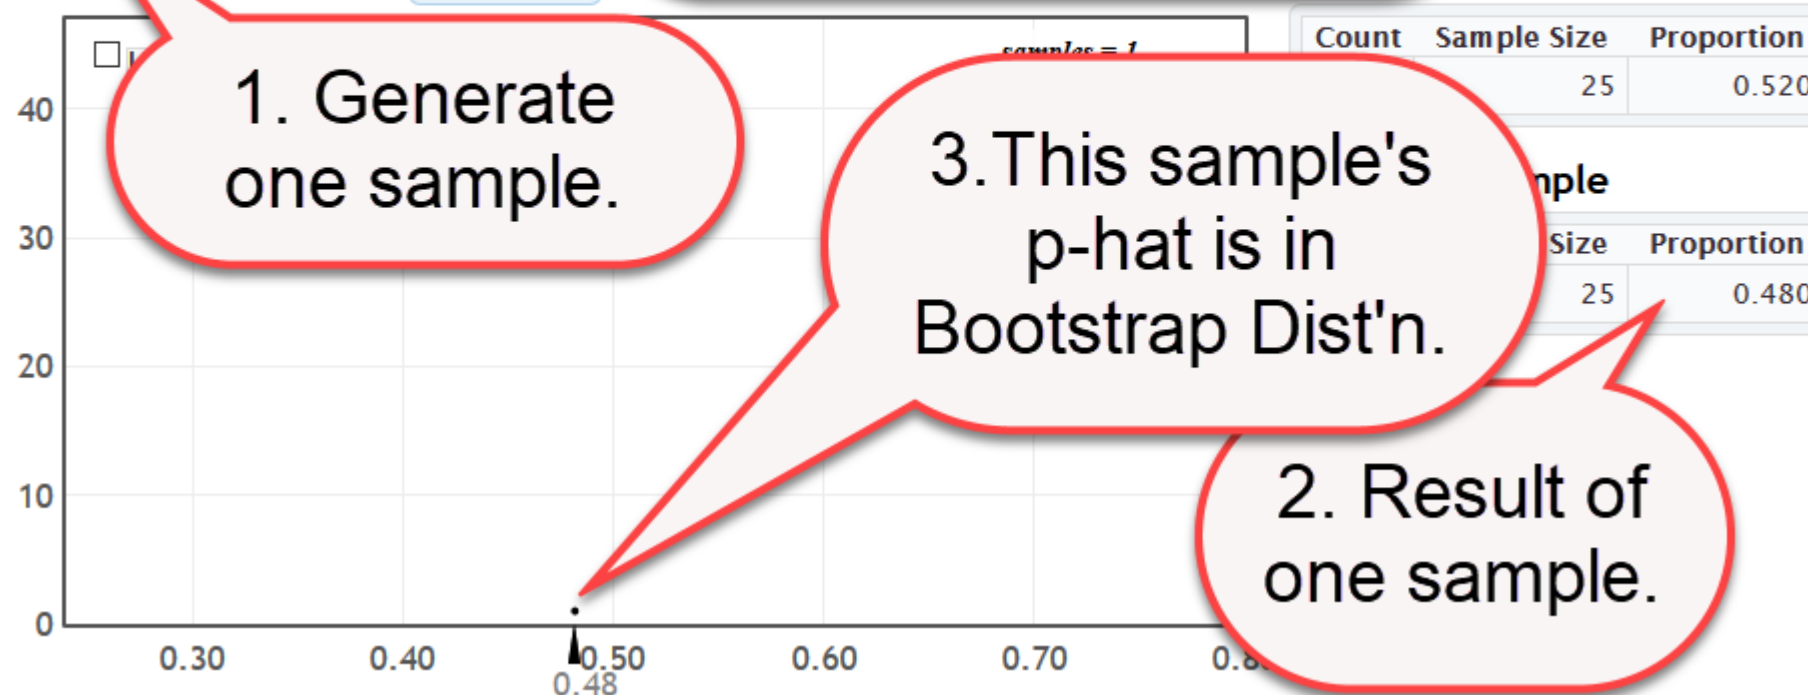 samples = 1
Count Sample Size Proportion
25 0.520
1. Generate
one sample.
3.This sample's
p-hat is in
Bootstrap Dist'n.
Size Proportion
25 0.480
2. Result of
one sample.
40
30
20
10
0
0.30 0.40 0.50 0.60 0.70
0.48